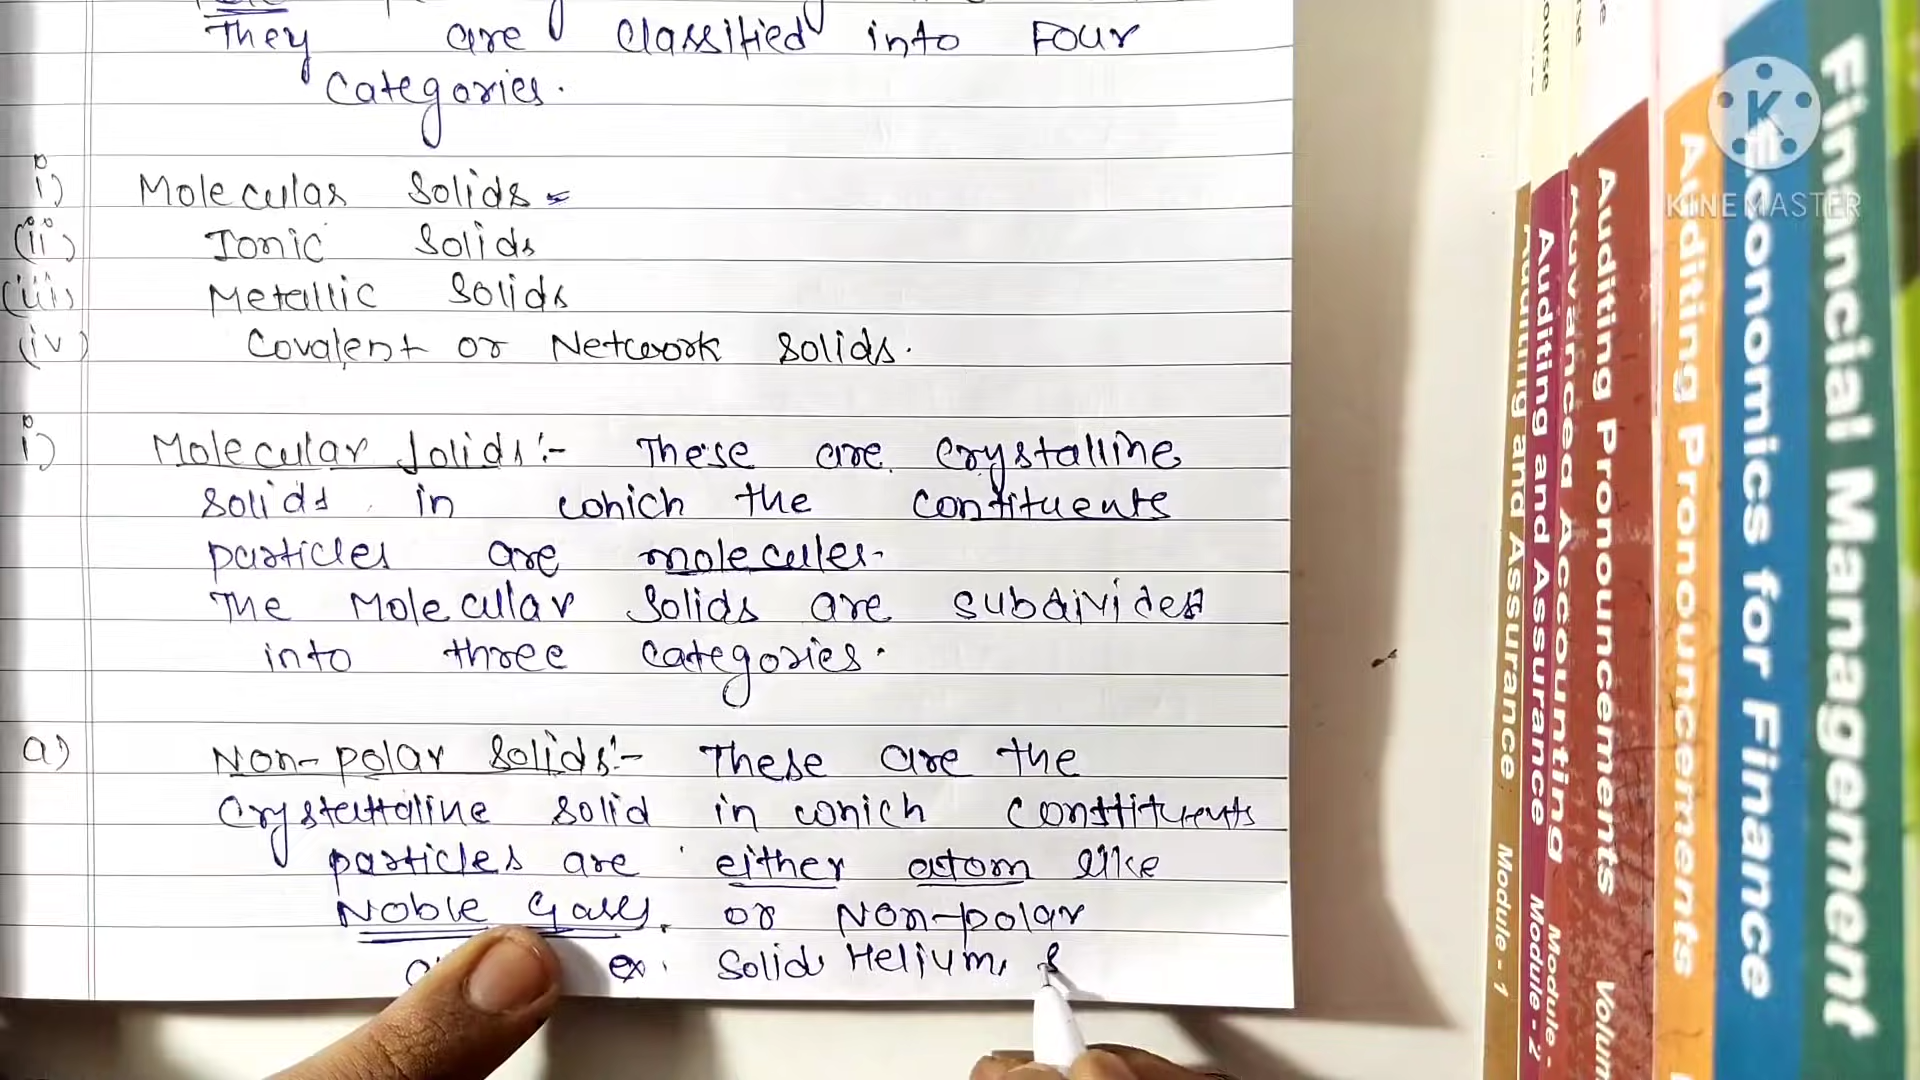 They are classified into Four
Categories.
i) Molecular Solids
(ii) Ionic Solids
(iii) Metallic Solids
(iv) Covalent or Network Solids.
i) Molecular Solids:- These are crystalline
solids in which the constituents
particles are molecules.
The Molecular Solids are subdivided
into three categories.
a) Non-polar Solids:- These are the
Crystalline solid in which constituents
particles are either atom like
Noble Gases. or Non-polar
ex. Solid Helium,
K
KINEMASTER
Auditing and Assurance Module - 1
Auditing and Assurance Module - 2
Advanced Accounting Module -
Auditing Pronouncements
Auditing Pronouncements
Economics for Finance
Financial Management